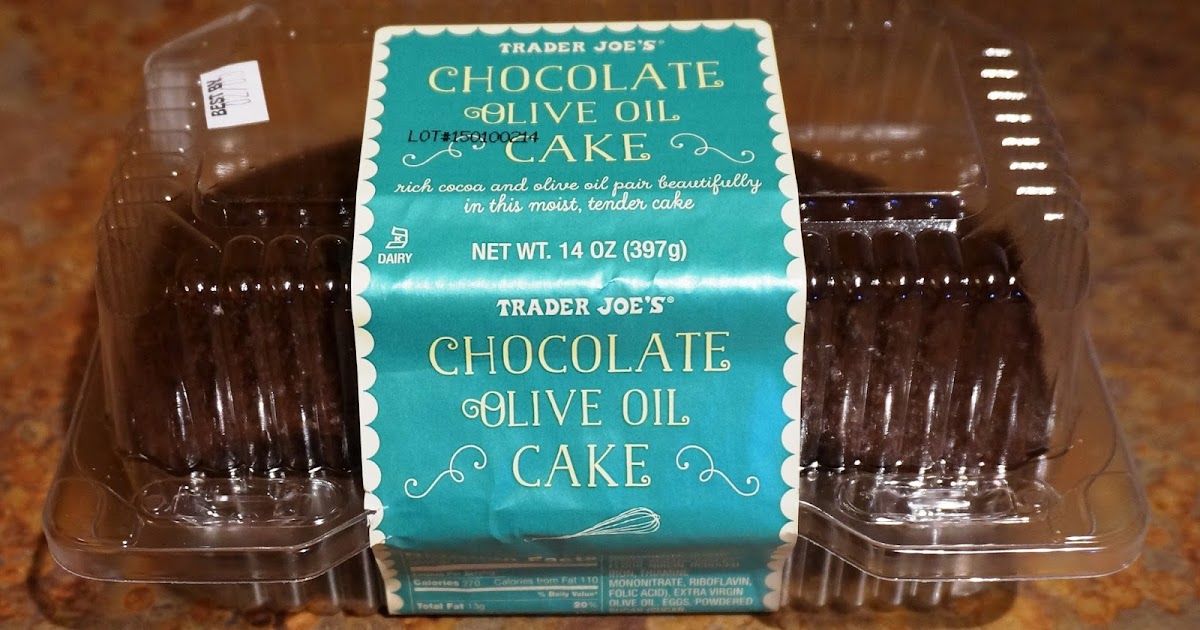 BEST BY
TRADER JOE'S®
CHOCOLATE
OLIVE OIL
LOT#150100214
CAKE
rich cocoa and olive oil pair beautifully
in this moist, tender cake
K
DAIRY
NET WT. 14 OZ (397g)
TRADER JOE'S®
CHOCOLATE
OLIVE OIL
CAKE
Calories 270 Calories from Fat 110
% Daily Value*
Total Fat 13g 20%
MONONITRATE, RIBOFLAVIN,
FOLIC ACID), EXTRA VIRGIN
OLIVE OIL, EGGS, POWDERED